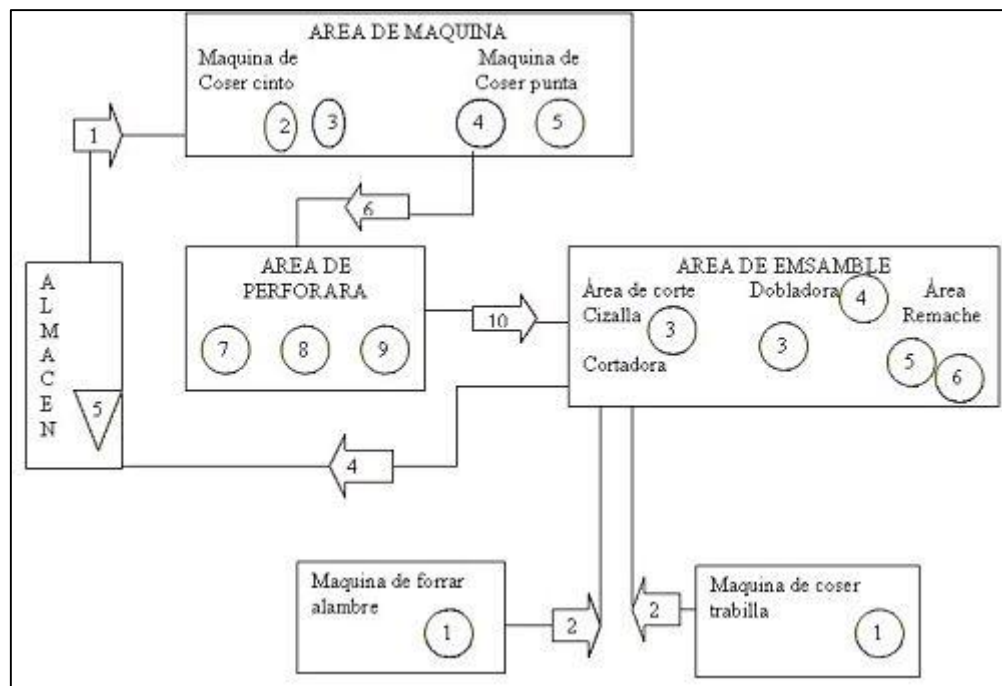 AREA DE MAQUINA
Maquina de
Coser cinto
Maquina de
Coser punta
2
3
4
5
1
6
AREA DE
PERFORARA
7
8
9
10
AREA DE EMSAMBLE
Área de corte
Cizalla
Cortadora
3
Dobladora
4
3
Área
Remache
5
6
A
L
M
A
C
E
N
5
4
Maquina de forrar
alambre
1
2
2
Maquina de coser
trabilla
1